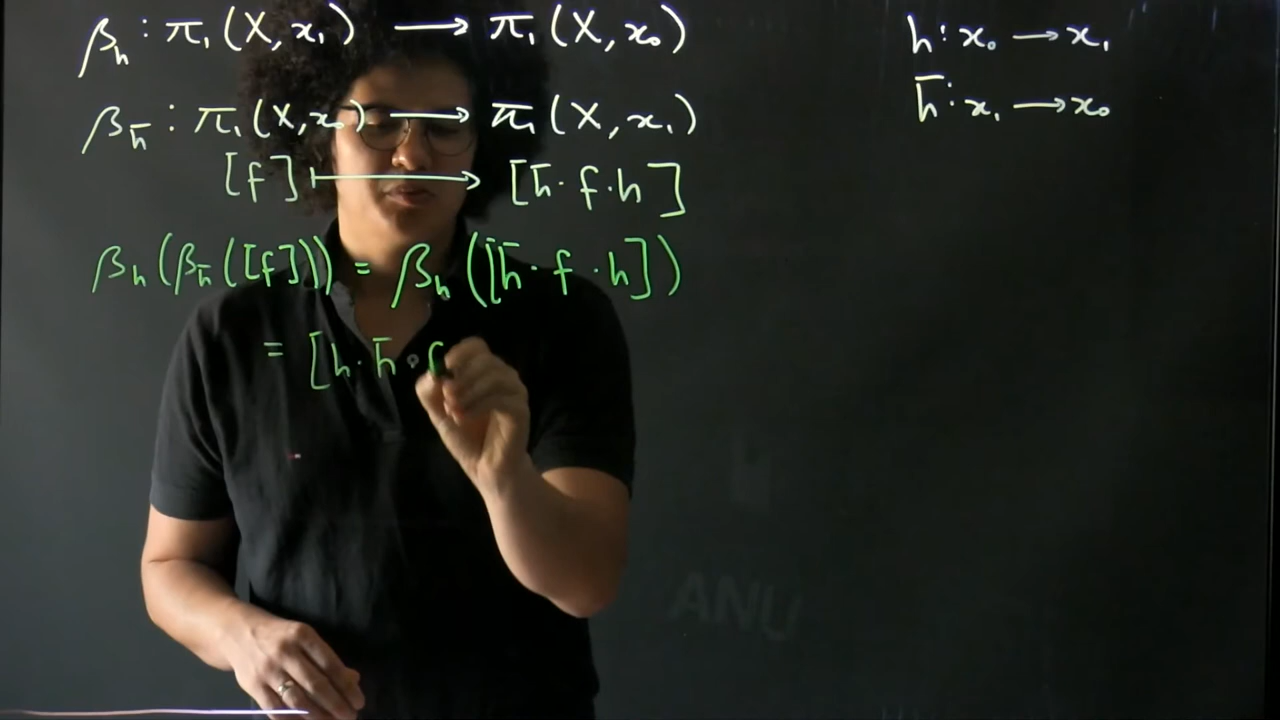 β_h : π₁(X, x₁) ⟶ π₁(X, x₀)
h : x₀ ⟶ x₁
β_h̄ : π₁(X, x₀) ⟶ π₁(X, x₁)
h̄ : x₁ ⟶ x₀
[f] ⟼ [h̄ · f · h]
β_h(β_h̄([f])) = β_h([h̄ · f · h])
= [h · h̄ · f
ANU